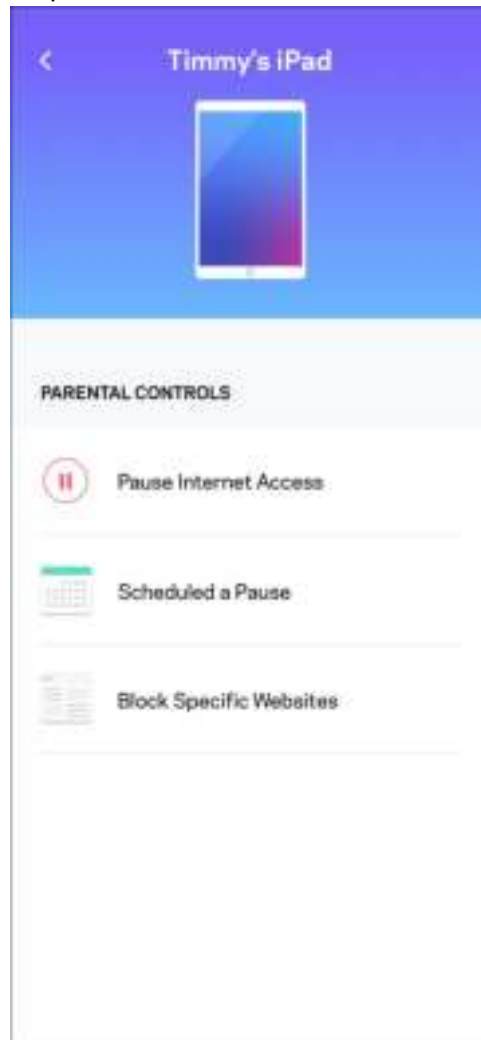 Timmy's iPad
PARENTAL CONTROLS
Pause Internet Access
Scheduled a Pause
Block Specific Websites